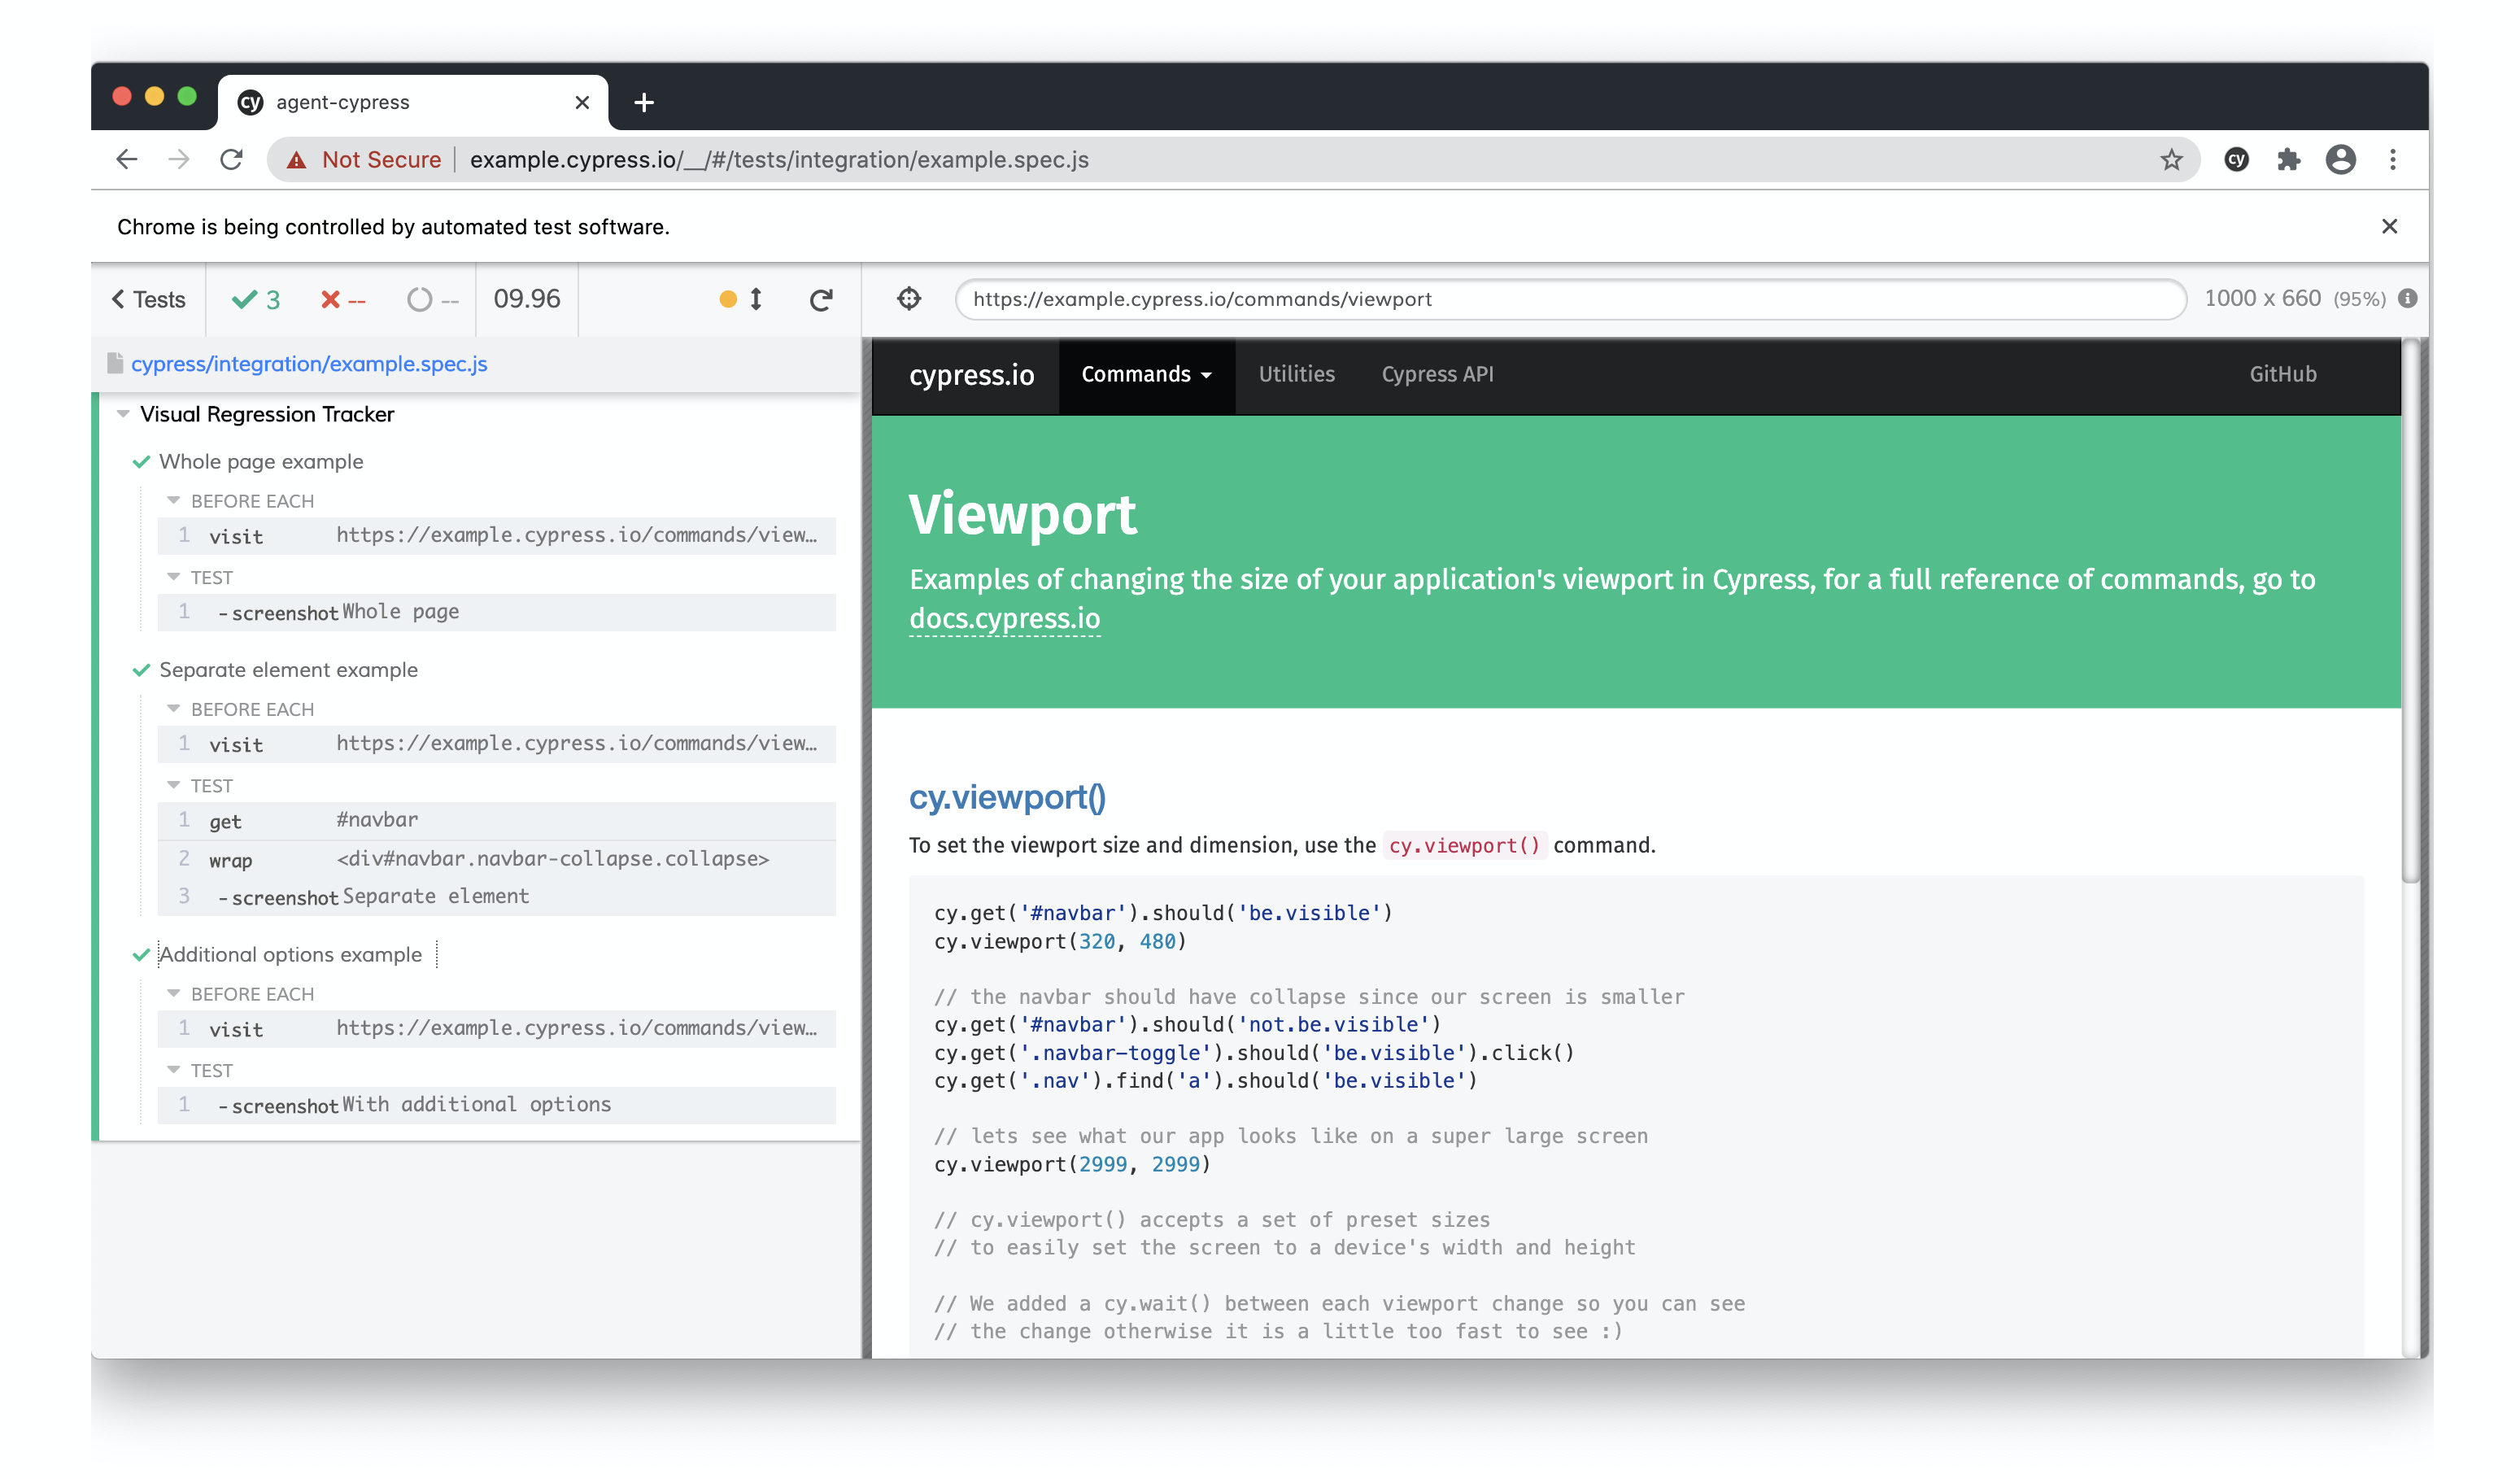 cy agent-cypress
Not Secure example.cypress.io/__/#/tests/integration/example.spec.js cy
Chrome is being controlled by automated test software.
Tests 3 -- -- 09.96
https://example.cypress.io/commands/viewport 1000 x 660 (95%)
cypress/integration/example.spec.js
Visual Regression Tracker
Whole page example
BEFORE EACH
1 visit https://example.cypress.io/commands/view…
TEST
1 -screenshot Whole page
Separate element example
BEFORE EACH
1 visit https://example.cypress.io/commands/view…
TEST
1 get #navbar
2 wrap <div#navbar.navbar-collapse.collapse>
3 -screenshot Separate element
Additional options example
BEFORE EACH
1 visit https://example.cypress.io/commands/view…
TEST
1 -screenshot With additional options
cypress.io Commands Utilities Cypress API GitHub
Viewport
Examples of changing the size of your application's viewport in Cypress, for a full reference of commands, go to
docs.cypress.io
cy.viewport()
To set the viewport size and dimension, use the cy.viewport() command.
cy.get('#navbar').should('be.visible')
cy.viewport(320, 480)
// the navbar should have collapse since our screen is smaller
cy.get('#navbar').should('not.be.visible')
cy.get('.navbar-toggle').should('be.visible').click()
cy.get('.nav').find('a').should('be.visible')
// lets see what our app looks like on a super large screen
cy.viewport(2999, 2999)
// cy.viewport() accepts a set of preset sizes
// to easily set the screen to a device's width and height
// We added a cy.wait() between each viewport change so you can see
// the change otherwise it is a little too fast to see :)